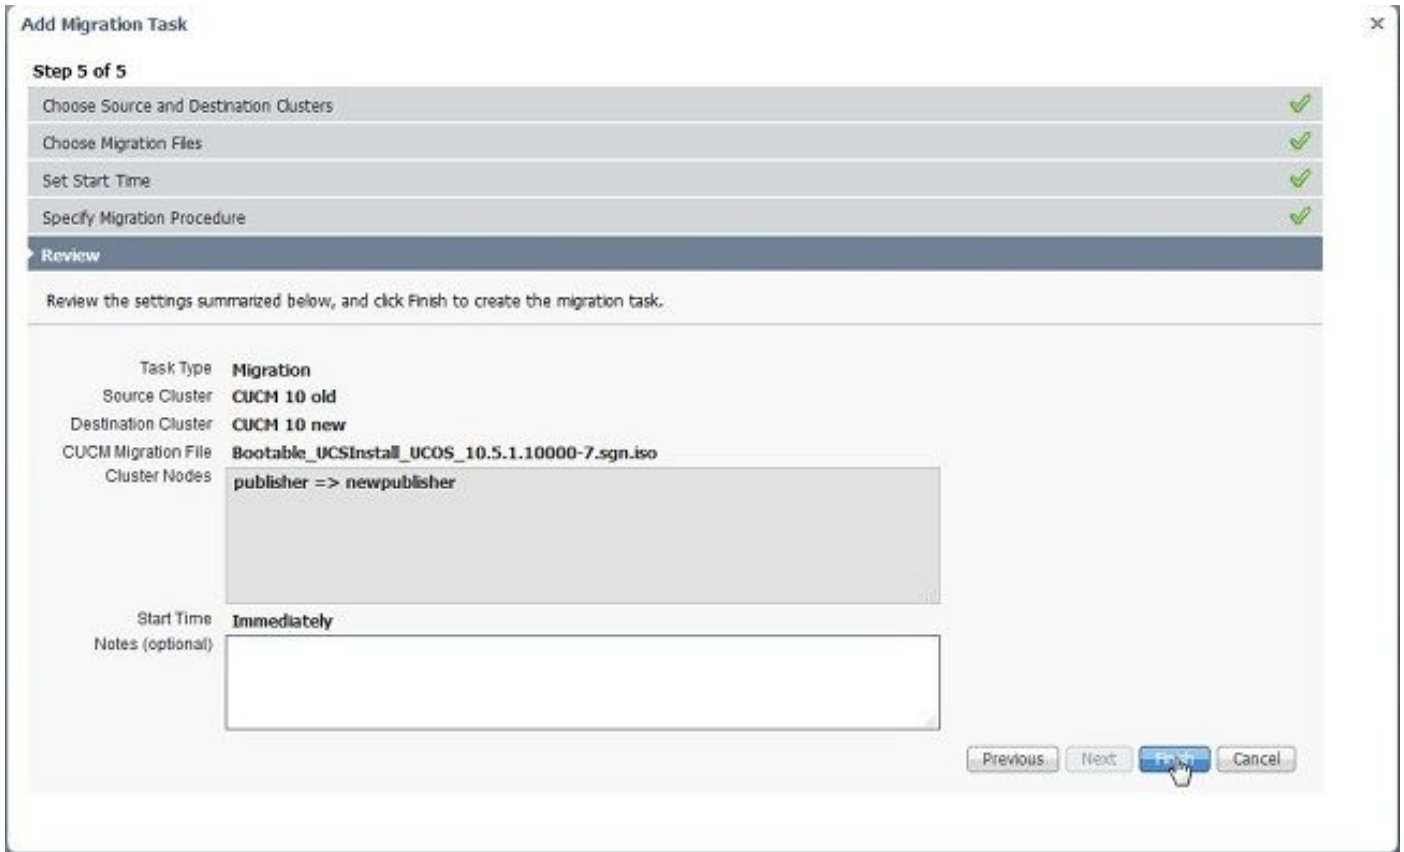 Add Migration Task
×
Step 5 of 5
Choose Source and Destination Clusters
Choose Migration Files
Set Start Time
Specify Migration Procedure
Review
Review the settings summarized below, and click Finish to create the migration task.
Task Type Migration
Source Cluster CUCM 10 old
Destination Cluster CUCM 10 new
CUCM Migration File Bootable_UCSInstall_UCOS_10.5.1.10000-7.sgn.iso
Cluster Nodes publisher => newpublisher
Start Time Immediately
Notes (optional)
Previous Next Finish Cancel